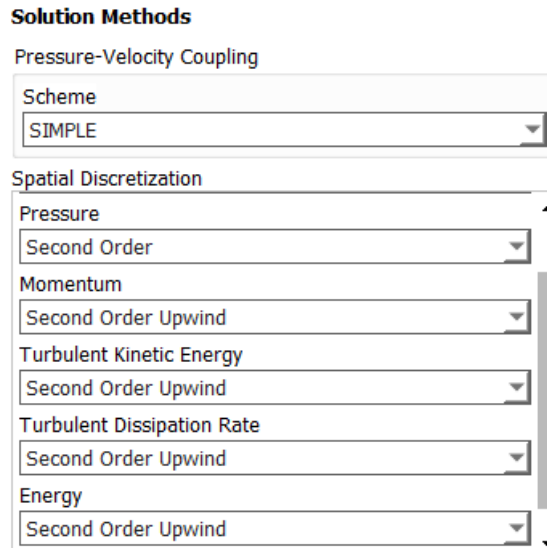 Solution Methods
Pressure-Velocity Coupling
Scheme
SIMPLE
Spatial Discretization
Pressure
Second Order
Momentum
Second Order Upwind
Turbulent Kinetic Energy
Second Order Upwind
Turbulent Dissipation Rate
Second Order Upwind
Energy
Second Order Upwind